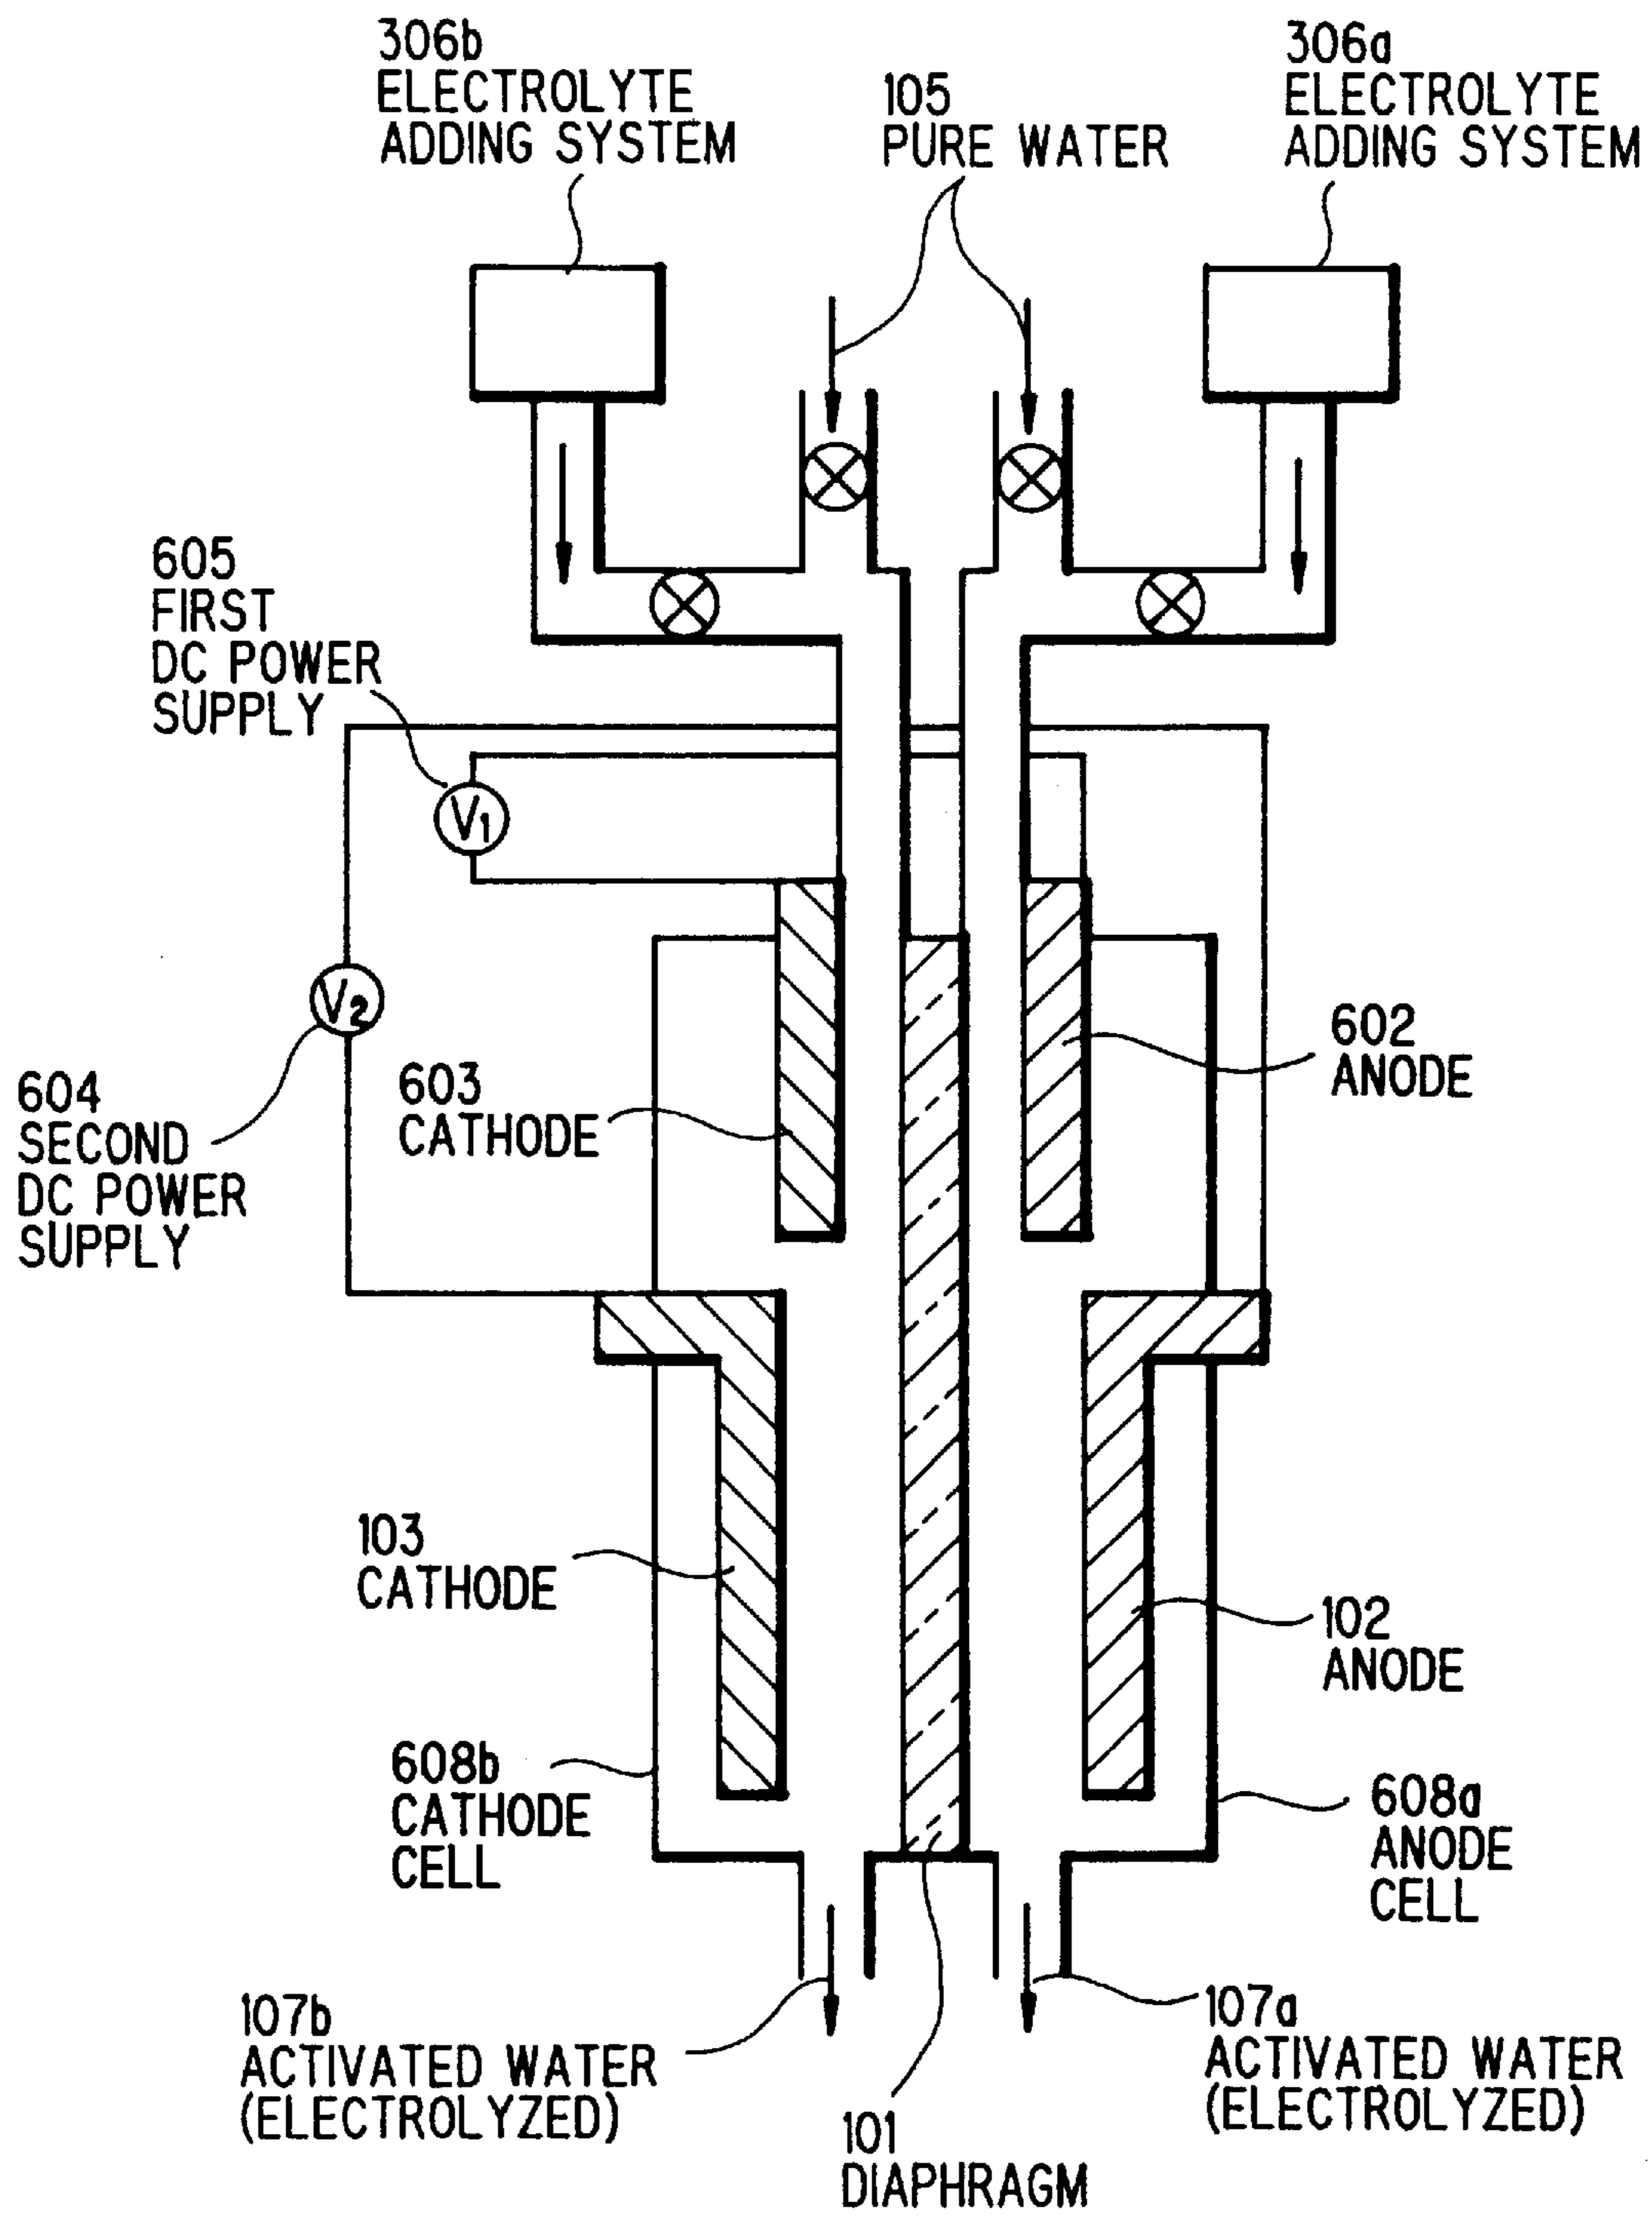 306b
ELECTROLYTE
ADDING SYSTEM
105
PURE WATER
306a
ELECTROLYTE
ADDING SYSTEM
605
FIRST
DC POWER
SUPPLY
V1
V2
604
SECOND
DC POWER
SUPPLY
603
CATHODE
602
ANODE
103
CATHODE
102
ANODE
608b
CATHODE
CELL
608a
ANODE
CELL
107b
ACTIVATED WATER
(ELECTROLYZED)
107a
ACTIVATED WATER
(ELECTROLYZED)
101
DIAPHRAGM